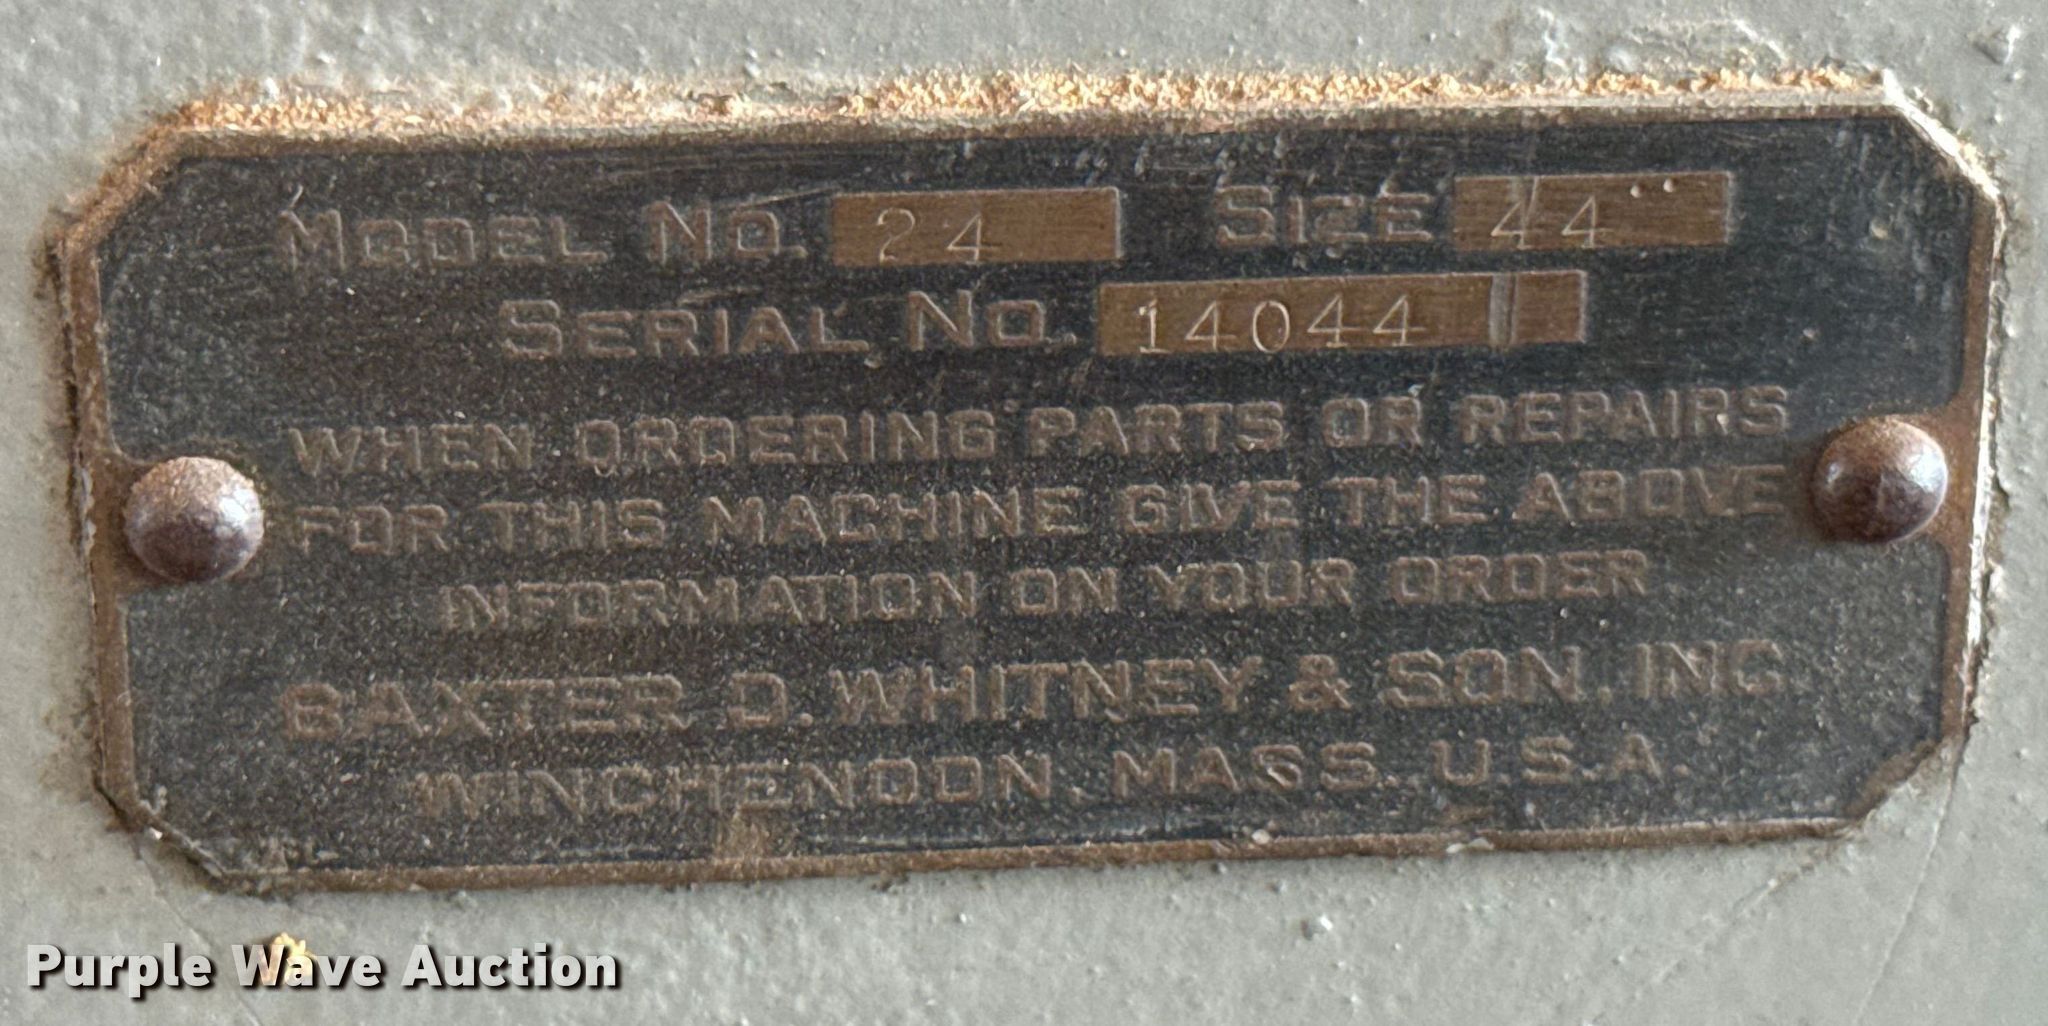 MODEL NO. 24 SIZE 44"
SERIAL NO. 14044
WHEN ORDERING PARTS OR REPAIRS
FOR THIS MACHINE GIVE THE ABOVE
INFORMATION ON YOUR ORDER
BAXTER D. WHITNEY & SON, INC.
WINCHENDON, MASS., U.S.A.
Purple Wave Auction